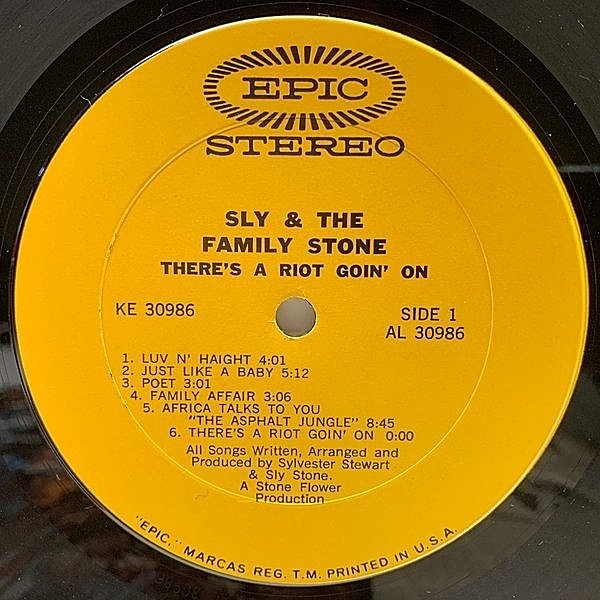 EPIC
STEREO
SLY & THE
FAMILY STONE
THERE'S A RIOT GOIN' ON
KE 30986
SIDE 1
AL 30986
1. LUV N' HAIGHT 4:01
2. JUST LIKE A BABY 5:12
3. POET 3:01
4. FAMILY AFFAIR 3:06
5. AFRICA TALKS TO YOU
"THE ASPHALT JUNGLE" 8:45
6. THERE'S A RIOT GOIN' ON 0:00
All Songs Written, Arranged and
Produced by Sylvester Stewart
& Sly Stone.
A Stone Flower
Production
"EPIC," MARCAS REG. T.M. PRINTED IN U.S.A.